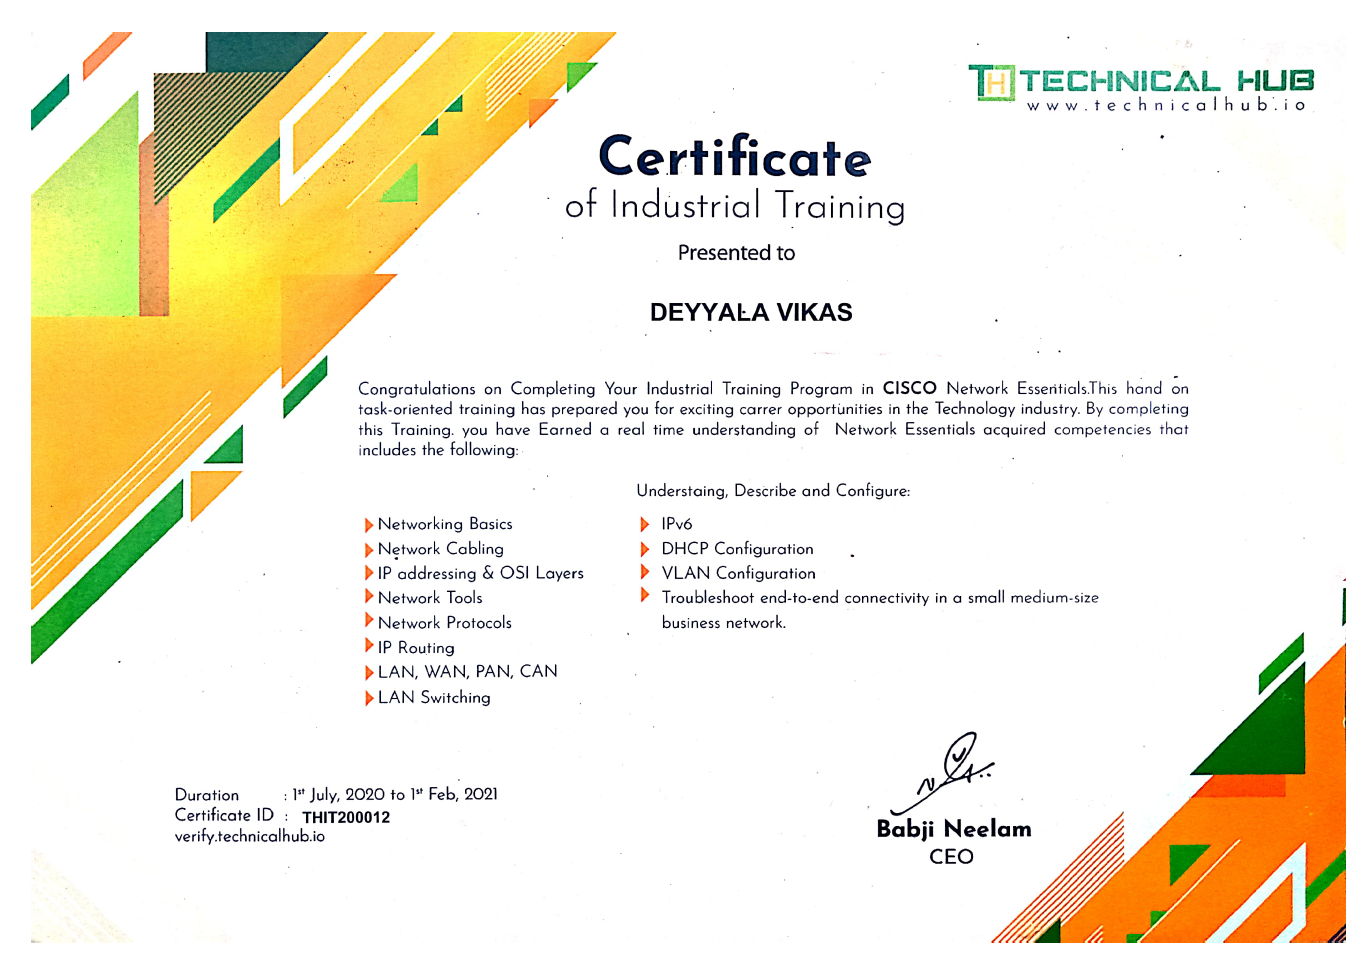 TH TECHNICAL HUB
www.technicalhub.io
Certificate
of Industrial Training
Presented to
DEYYALA VIKAS
Congratulations on Completing Your Industrial Training Program in CISCO Network Essentials.This hand on
task-oriented training has prepared you for exciting carrer opportunities in the Technology industry. By completing
this Training. you have Earned a real time understanding of Network Essentials acquired competencies that
includes the following:
Networking Basics
Network Cabling
IP addressing & OSI Layers
Network Tools
Network Protocols
IP Routing
LAN, WAN, PAN, CAN
LAN Switching
Understaing, Describe and Configure:
IPv6
DHCP Configuration
VLAN Configuration
Troubleshoot end-to-end connectivity in a small medium-size
business network.
Duration : 1st July, 2020 to 1st Feb, 2021
Certificate ID : THIT200012
verify.technicalhub.io
Babji Neelam
CEO